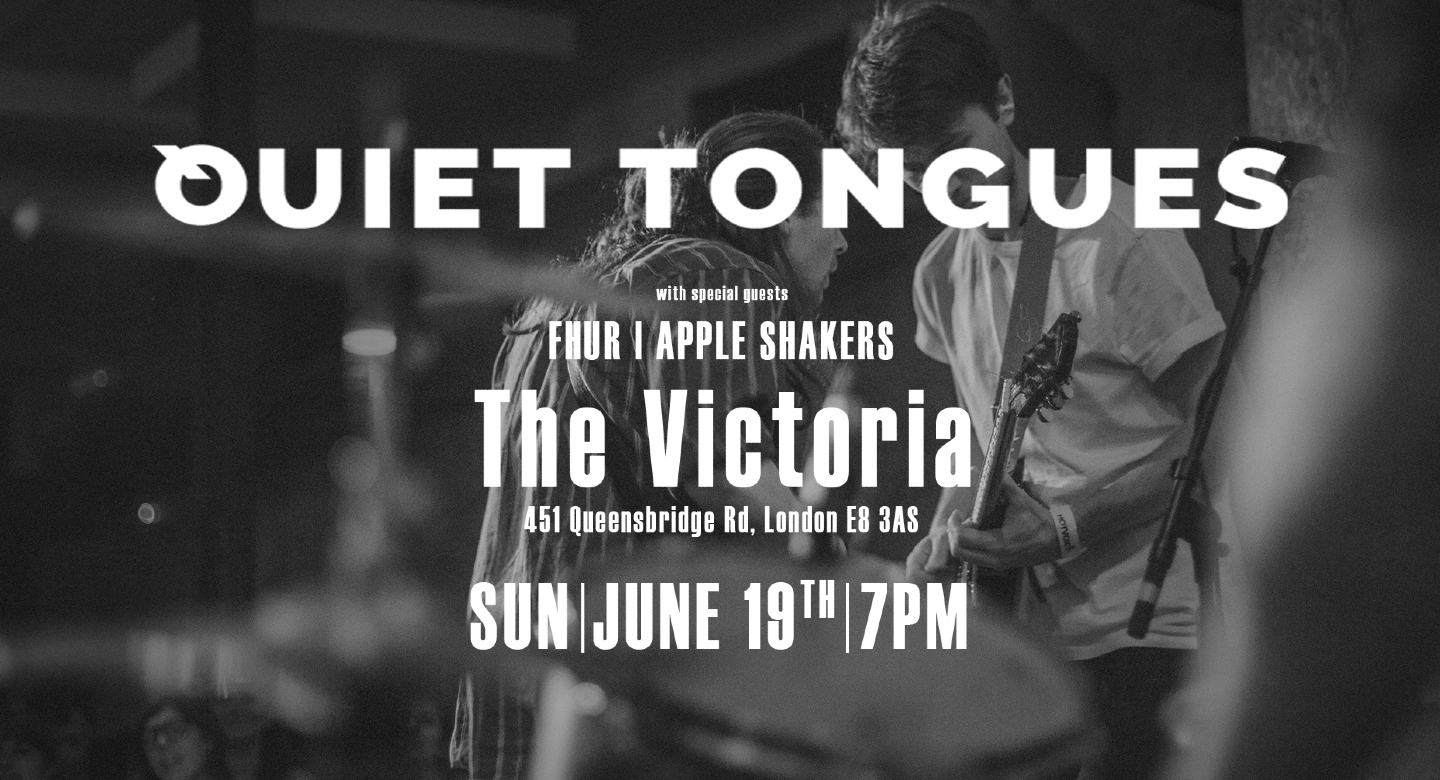 QUIET TONGUES
with special guests
FHUR | APPLE SHAKERS
The Victoria
451 Queensbridge Rd, London E8 3AS
SUN|JUNE 19TH|7PM